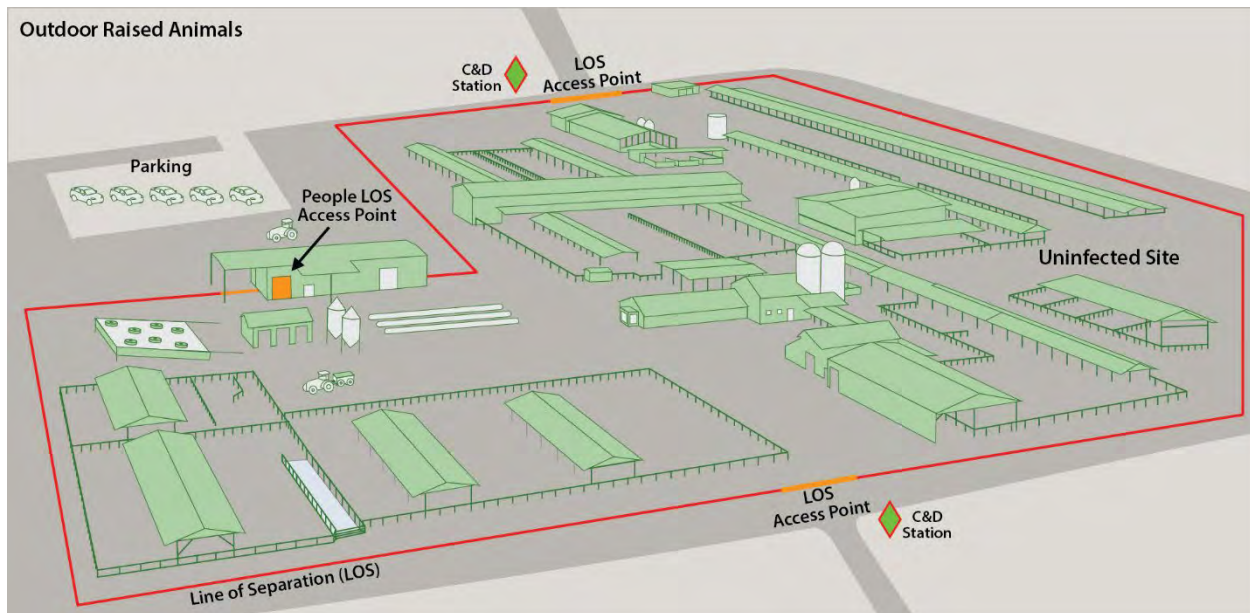 Outdoor Raised Animals
C&D
Station
LOS
Access Point
Parking
People LOS
Access Point
Uninfected Site
LOS
Access Point
C&D
Station
Line of Separation (LOS)